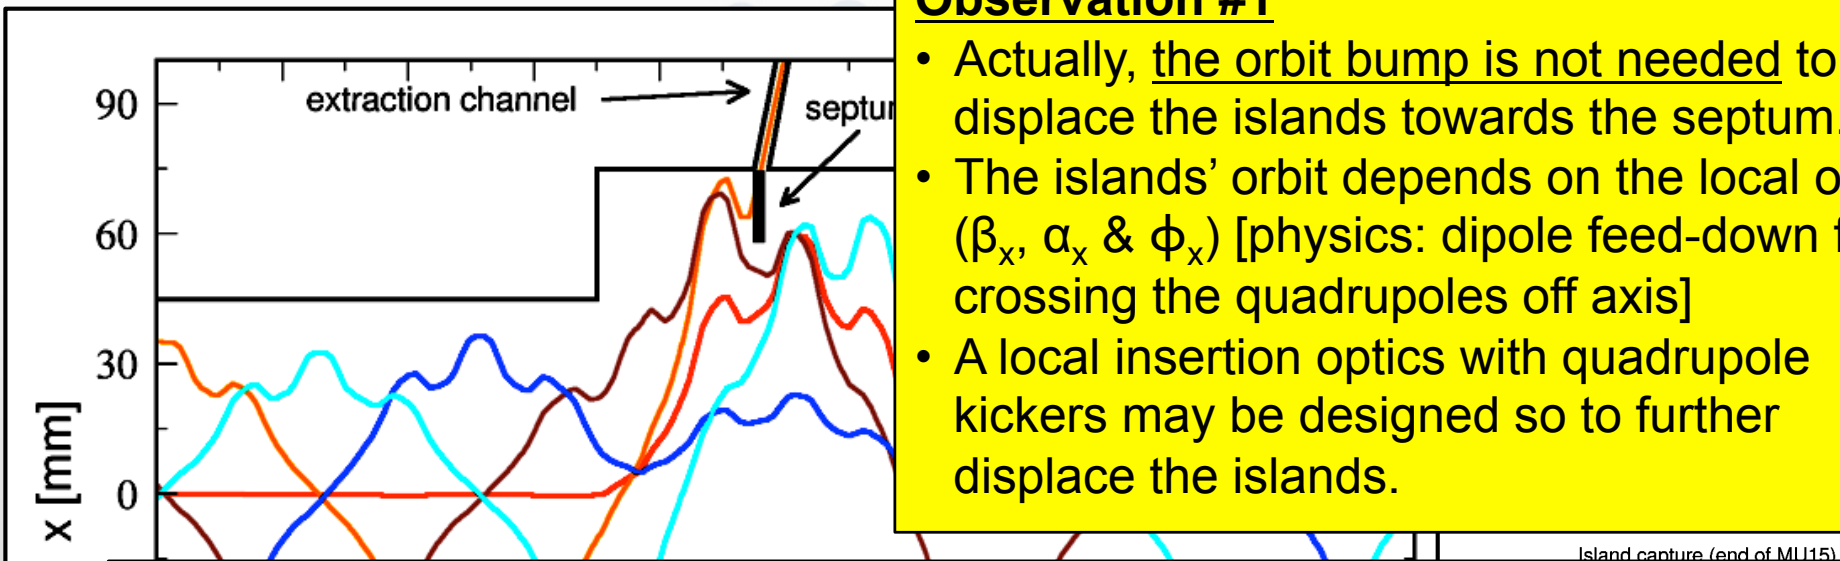 Observation #1
• Actually, the orbit bump is not needed to
displace the islands towards the septum.
• The islands’ orbit depends on the local
(βx, αx & ϕx) [physics: dipole feed-down
crossing the quadrupoles off axis]
• A local insertion optics with quadrupole
kickers may be designed so to further
displace the islands.
extraction channel
90
60
30
0
x [mm]
Island capture (end of MU15)